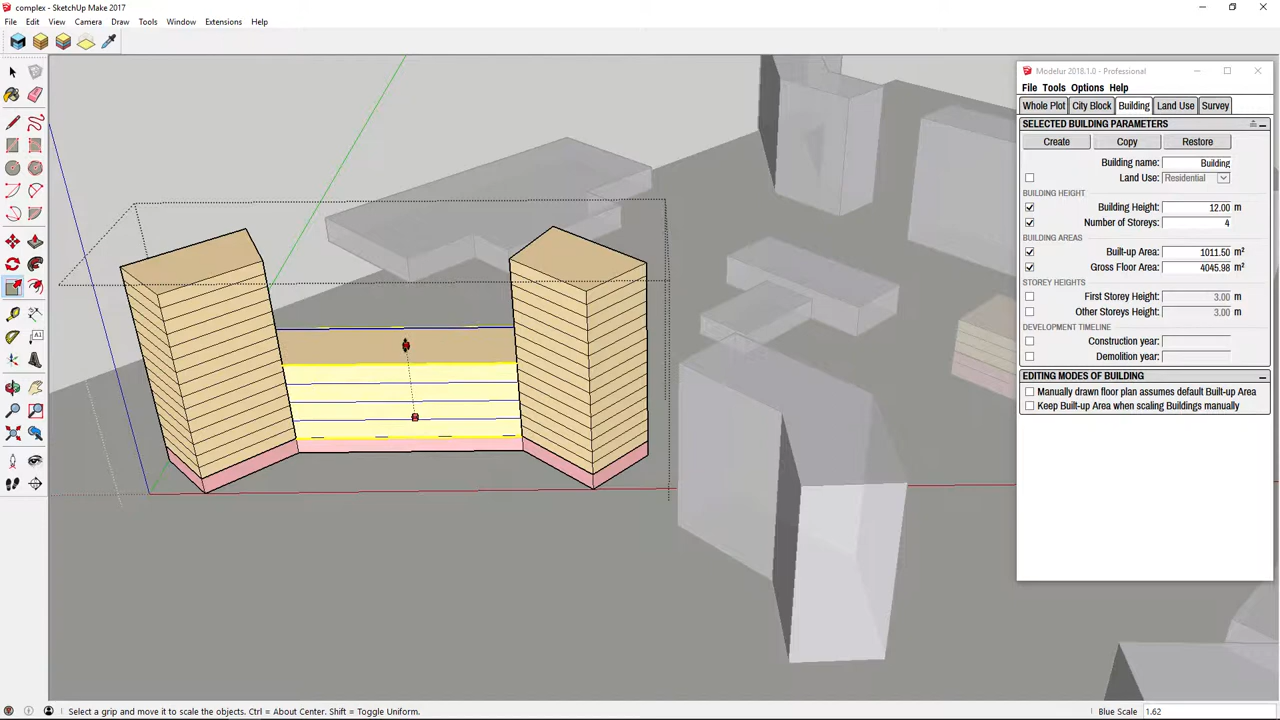 complex - SketchUp Make 2017
File Edit View Camera Draw Tools Window Extensions Help
Modelur 2018.1.0 - Professional
File Tools Options Help
Whole Plot City Block Building Land Use Survey
SELECTED BUILDING PARAMETERS
Create Copy Restore
Building name: Building
Land Use: Residential
BUILDING HEIGHT
Building Height: 12.00 m
Number of Storeys: 4
BUILDING AREAS
Built-up Area: 1011.50 m²
Gross Floor Area: 4045.98 m²
STOREY HEIGHTS
First Storey Height: 3.00 m
Other Storeys Height: 3.00 m
DEVELOPMENT TIMELINE
Construction year:
Demolition year:
EDITING MODES OF BUILDING
Manually drawn floor plan assumes default Built-up Area
Keep Built-up Area when scaling Buildings manually
Select a grip and move it to scale the objects. Ctrl = About Center. Shift = Toggle Uniform. Blue Scale 1.62